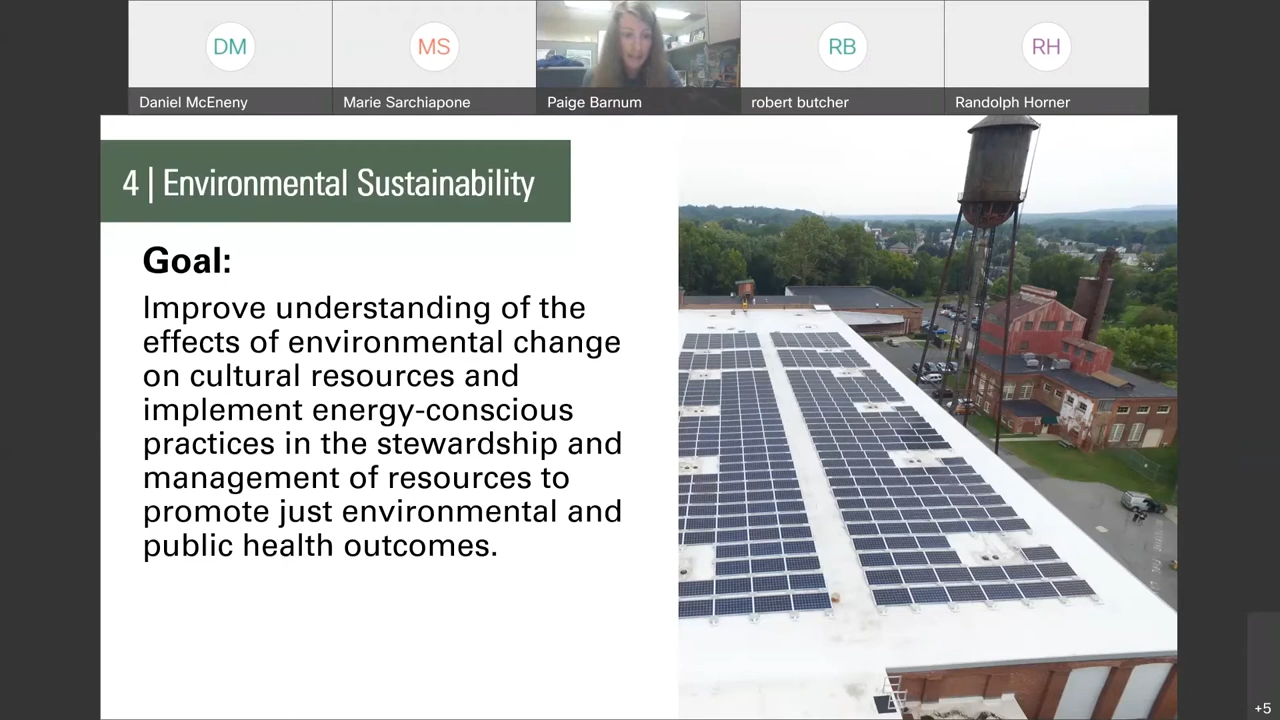 DM
MS
RB
RH
Daniel McEneny
Marie Sarchiapone
Paige Barnum
robert butcher
Randolph Horner
4 | Environmental Sustainability
Goal:
Improve understanding of the
effects of environmental change
on cultural resources and
implement energy-conscious
practices in the stewardship and
management of resources to
promote just environmental and
public health outcomes.
+5